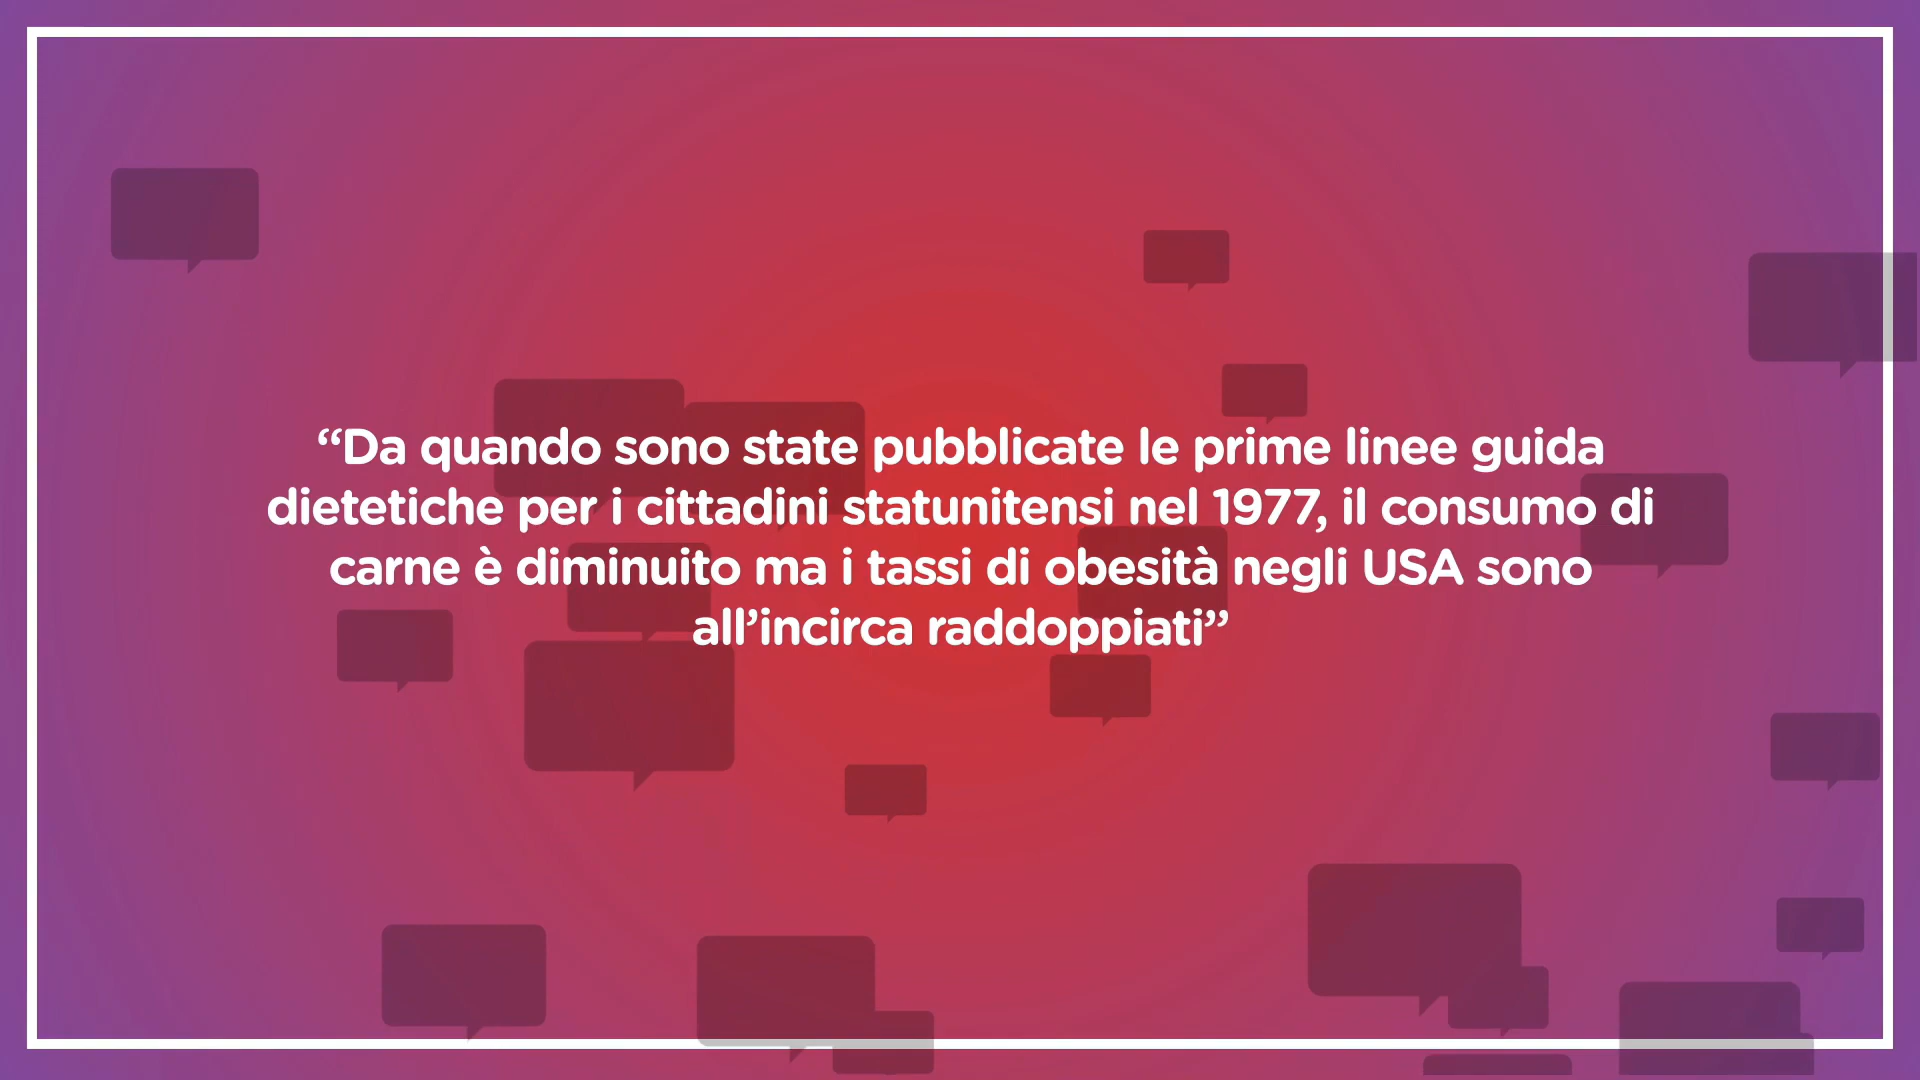 “Da quando sono state pubblicate le prime linee guida
dietetiche per i cittadini statunitensi nel 1977, il consumo di
carne è diminuito ma i tassi di obesità negli USA sono
all’incirca raddoppiati”